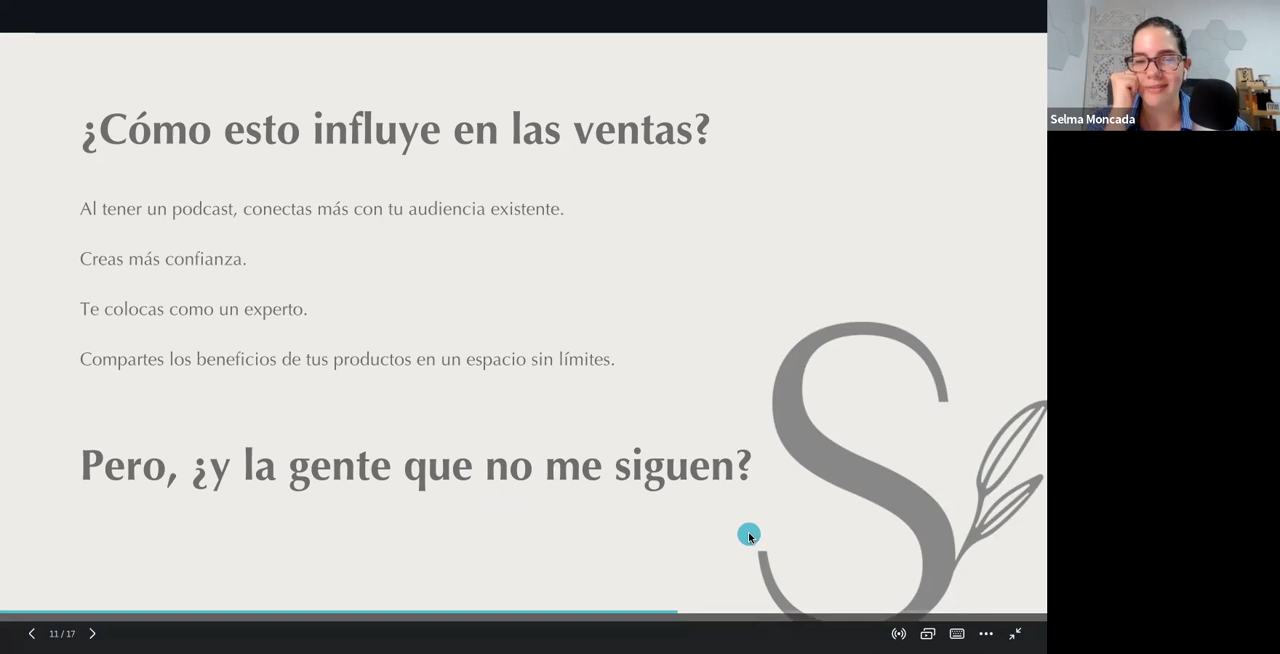 ¿Cómo esto influye en las ventas?
Al tener un podcast, conectas más con tu audiencia existente.
Creas más confianza.
Te colocas como un experto.
Compartes los beneficios de tus productos en un espacio sin límites.
Pero, ¿y la gente que no me siguen?
S
11 / 17
Selma Moncada